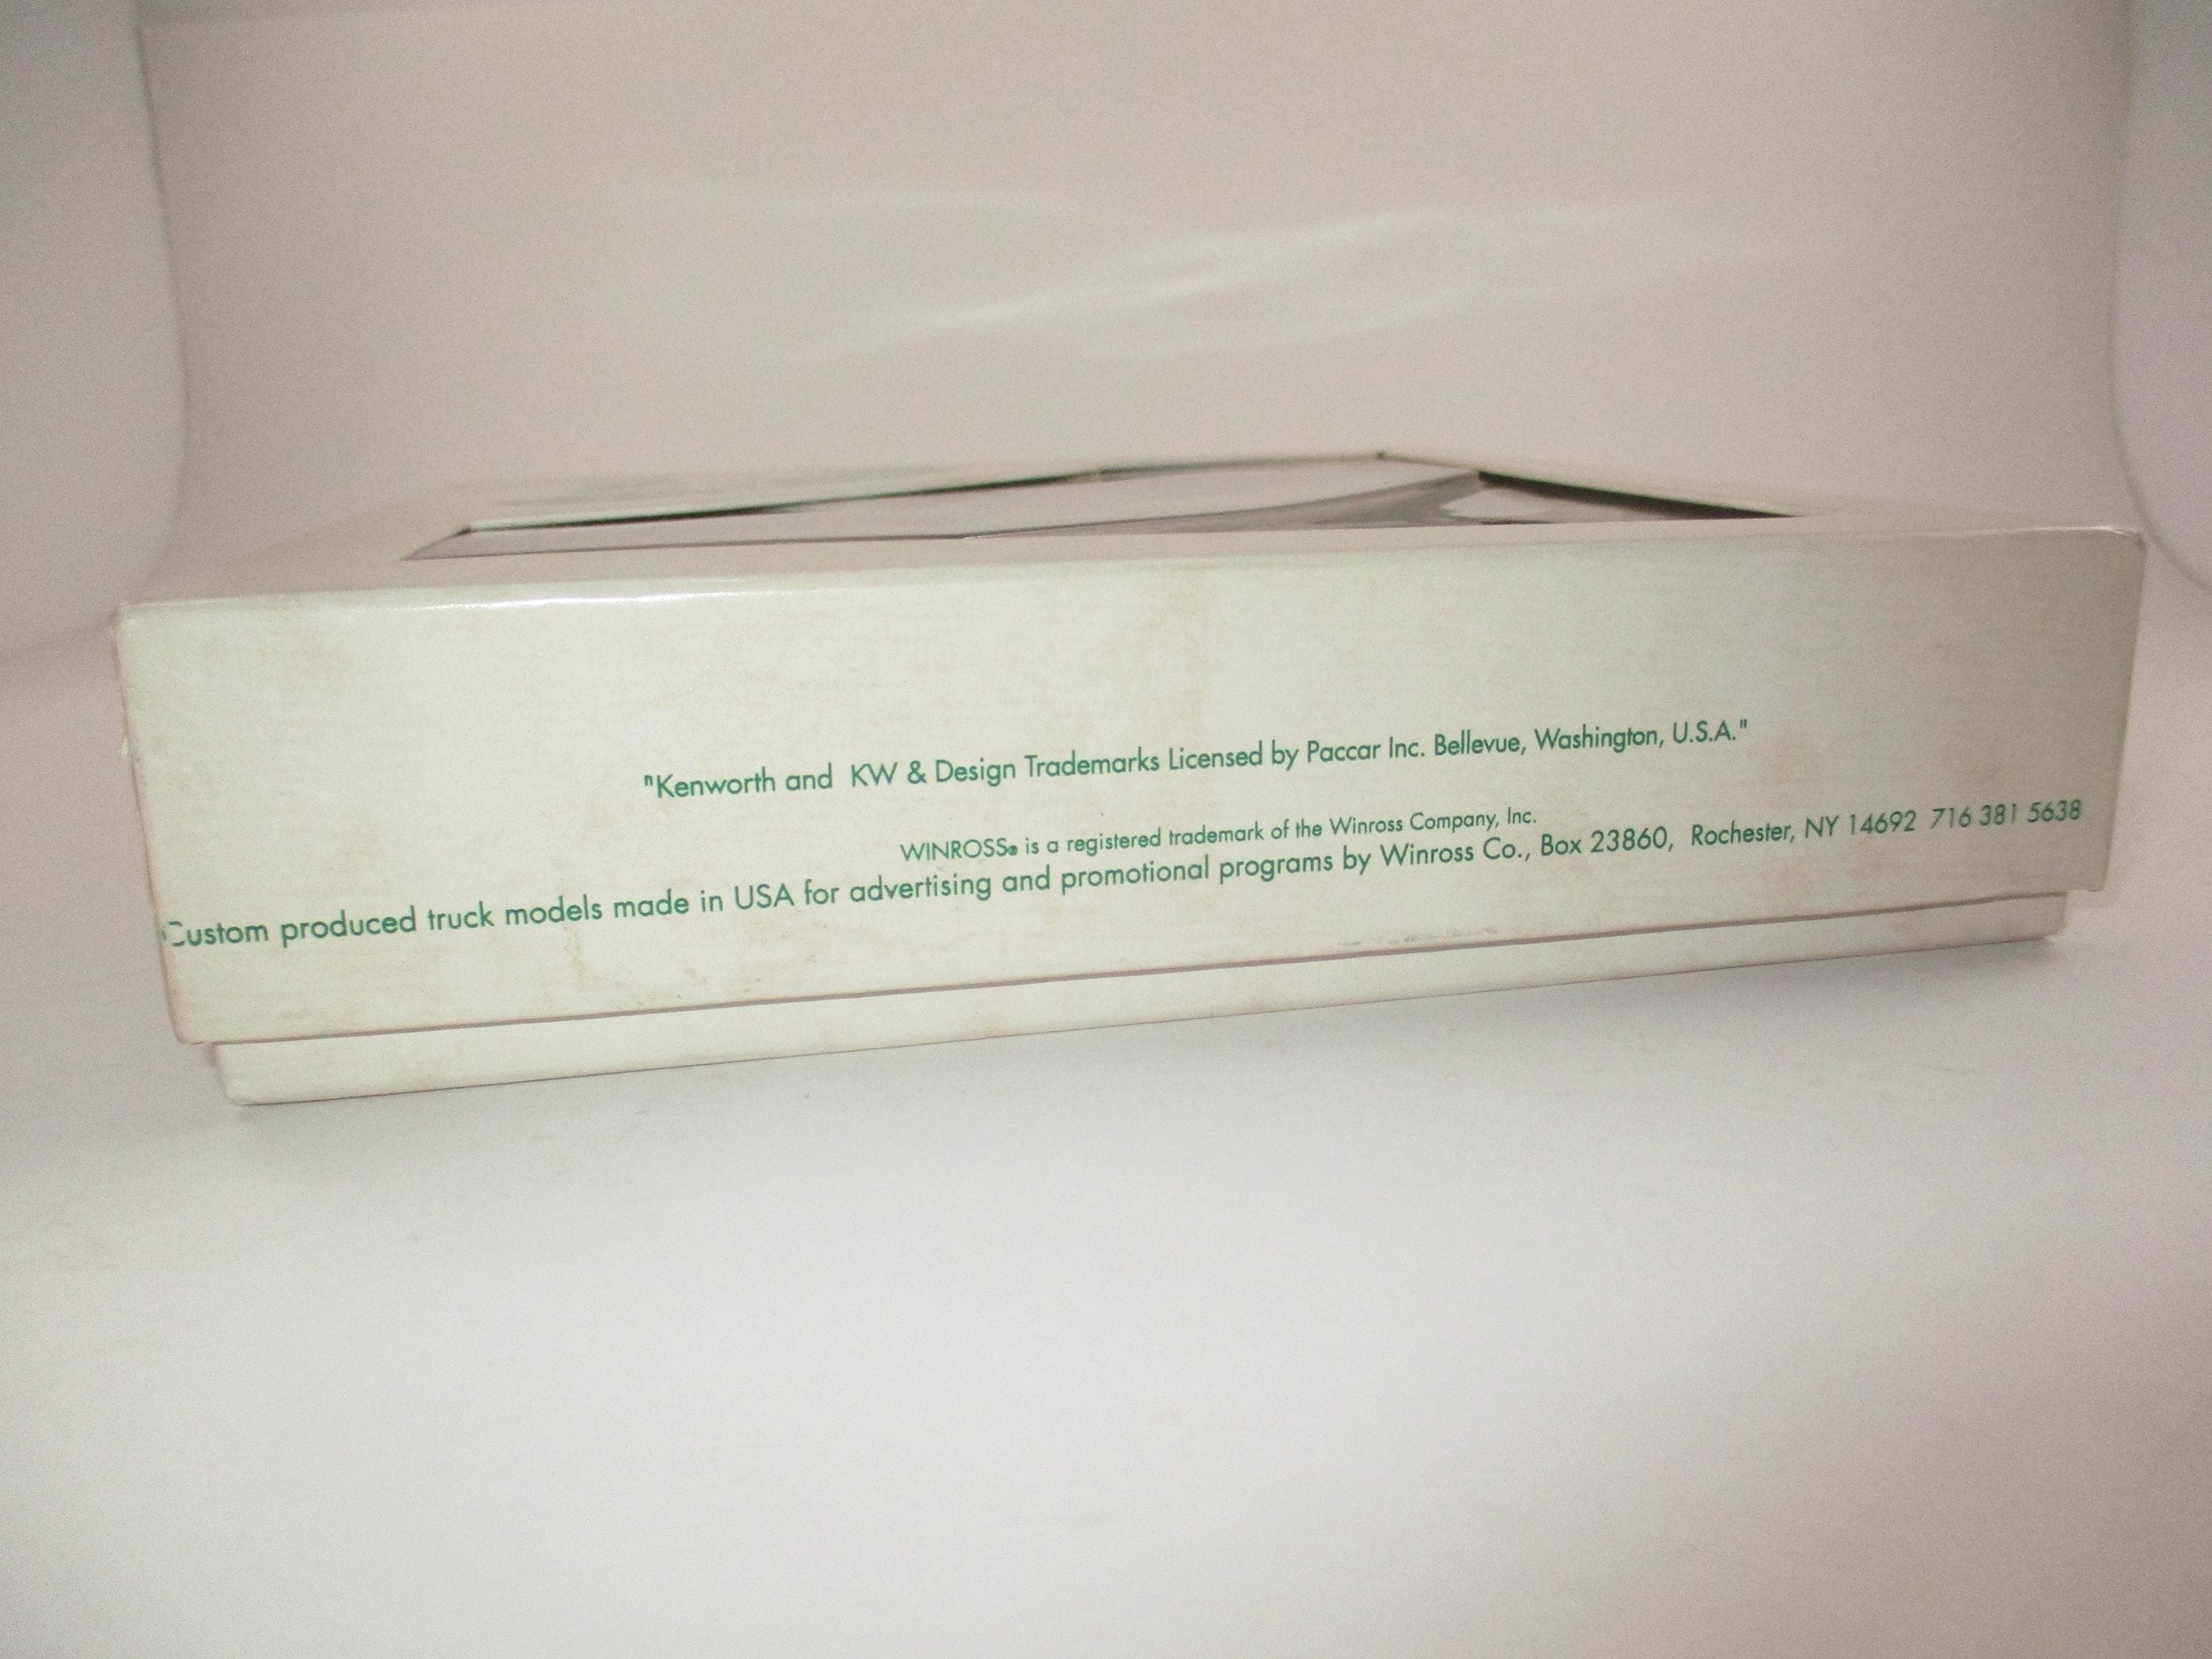 "Kenworth and KW & Design Trademarks Licensed by Paccar Inc. Bellevue, Washington, U.S.A."
WINROSS® is a registered trademark of the Winross Company, Inc.
Custom produced truck models made in USA for advertising and promotional programs by Winross Co., Box 23860, Rochester, NY 14692 716 381 5638